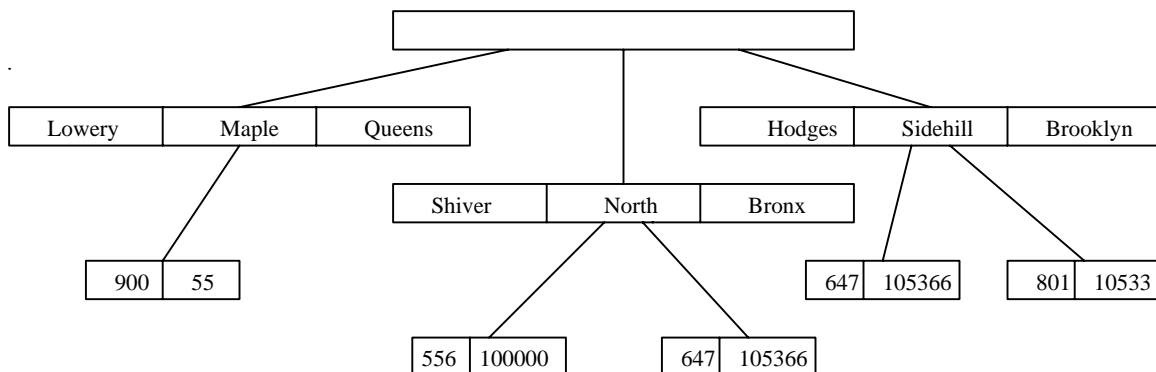 Lowery Maple Queens
Hodges Sidehill Brooklyn
Shiver North Bronx
900 55
647 105366
801 10533
556 100000
647 105366